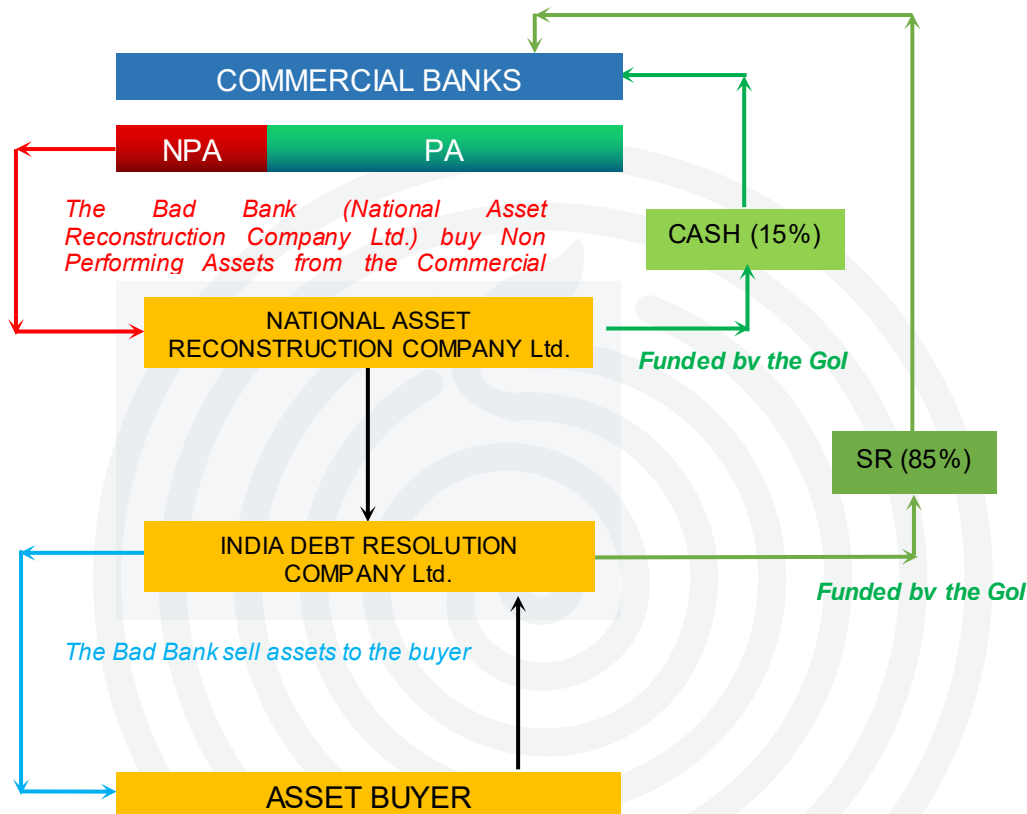 COMMERCIAL BANKS
NPA
PA
The Bad Bank (National Asset
Reconstruction Company Ltd.) buy Non
Performing Assets from the Commercial
CASH (15%)
NATIONAL ASSET
RECONSTRUCTION COMPANY Ltd.
Funded by the GoI
SR (85%)
INDIA DEBT RESOLUTION
COMPANY Ltd.
Funded by the GoI
The Bad Bank sell assets to the buyer
ASSET BUYER